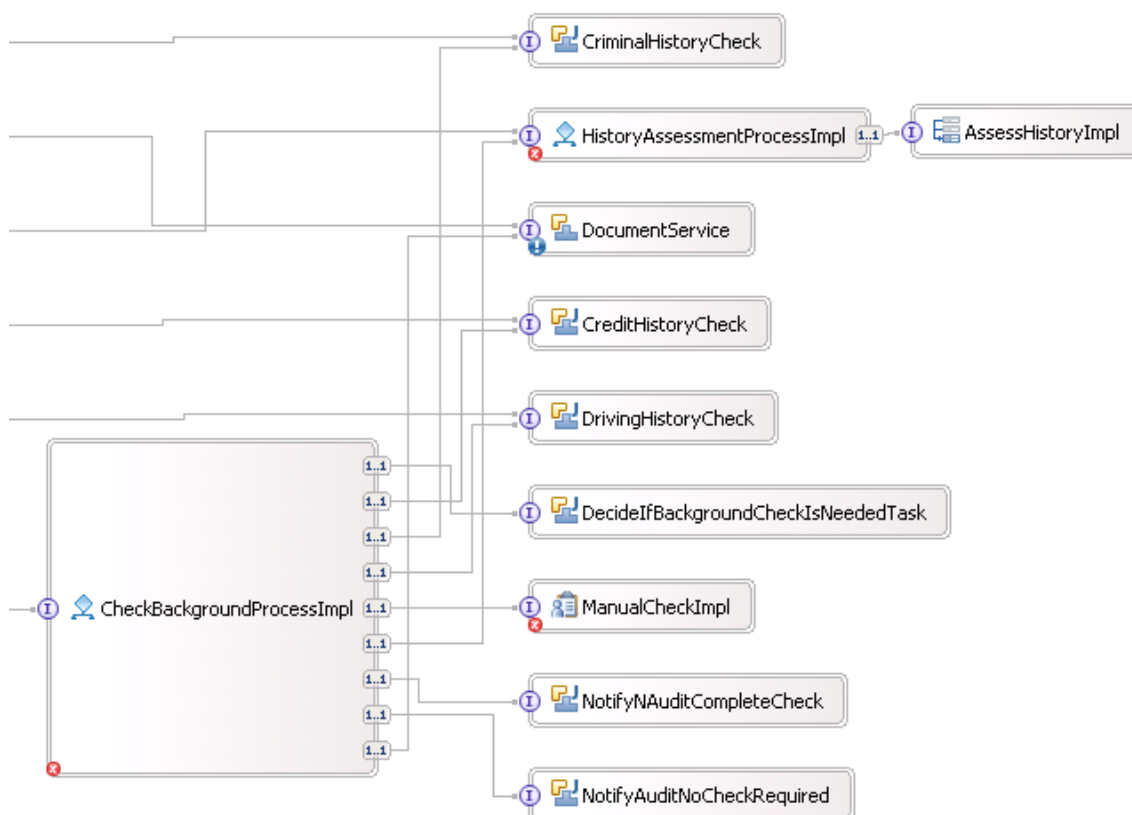 I CriminalHistoryCheck
I HistoryAssessmentProcessImpl 1..1 I AssessHistoryImpl
I DocumentService
I CreditHistoryCheck
I DrivingHistoryCheck
1..1
1..1
I DecideIfBackgroundCheckIsNeededTask
1..1
1..1
I CheckBackgroundProcessImpl 1..1 I ManualCheckImpl
1..1
1..1
I NotifyNAuditCompleteCheck
1..1
1..1
I NotifyAuditNoCheckRequired